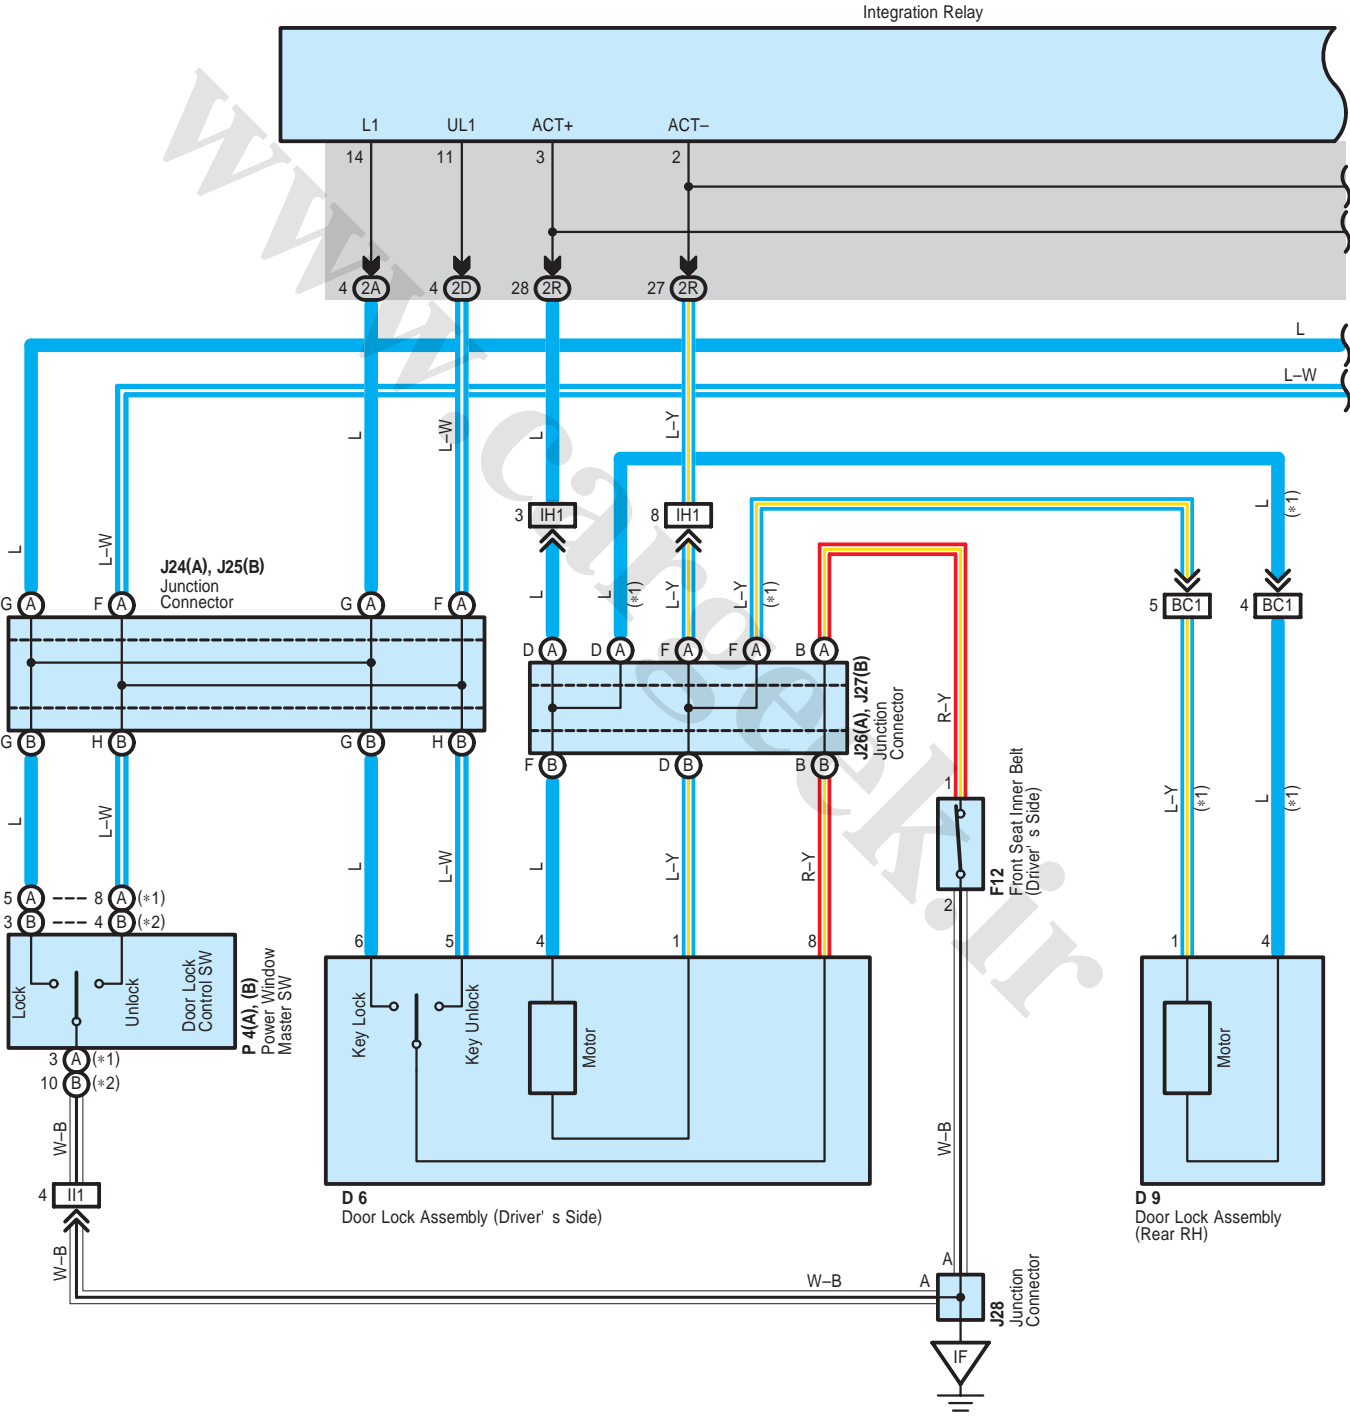 Integration Relay
L1 UL1 ACT+ ACT–
14 11 3 2
4 2A 4 2D 28 2R 27 2R
L
L–W
L L–W L L–Y
L (*1)
3 IH1 8 IH1
L L–W
J24(A), J25(B)
Junction
Connector
L L (*1) L–Y L–Y (*1)
5 BC1 4 BC1
G A F A G A F A
D A D A F A F A B A
J26(A), J27(B)
Junction
Connector
R–Y
G B H B G B H B
F B D B B B
1
F12
Front Seat Inner Belt
(Driver' s Side)
2
L L–W L L–W L L–Y R–Y
L–Y (*1) L (*1)
5 A 8 A (*1)
3 B 4 B (*2)
6 5 4 1 8 1 4
Lock
Unlock
Door Lock
Control SW
P 4(A), (B)
Power Window
Master SW
Key Lock
Key Unlock
Motor
Motor
3 A (*1)
10 B (*2)
W–B
W–B
4 II1
D 6
Door Lock Assembly (Driver' s Side)
D 9
Door Lock Assembly
(Rear RH)
W–B
W–B
A
A
J28
Junction
Connector
IF
www.cargeek.ir